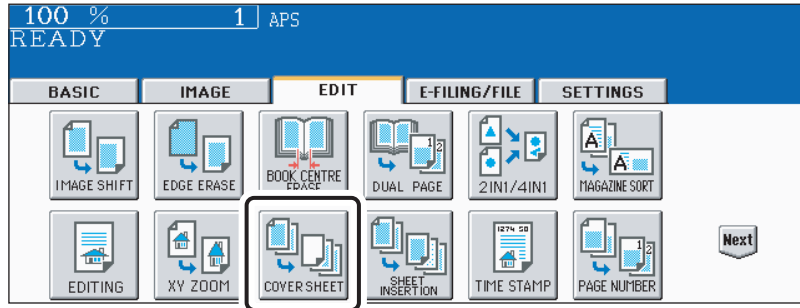 100 % 1 APS
READY
BASIC IMAGE EDIT E-FILING/FILE SETTINGS
IMAGE SHIFT EDGE ERASE BOOK CENTRE ERASE DUAL PAGE 2IN1/4IN1 MAGAZINE SORT
EDITING XY ZOOM COVER SHEET SHEET INSERTION TIME STAMP PAGE NUMBER Next